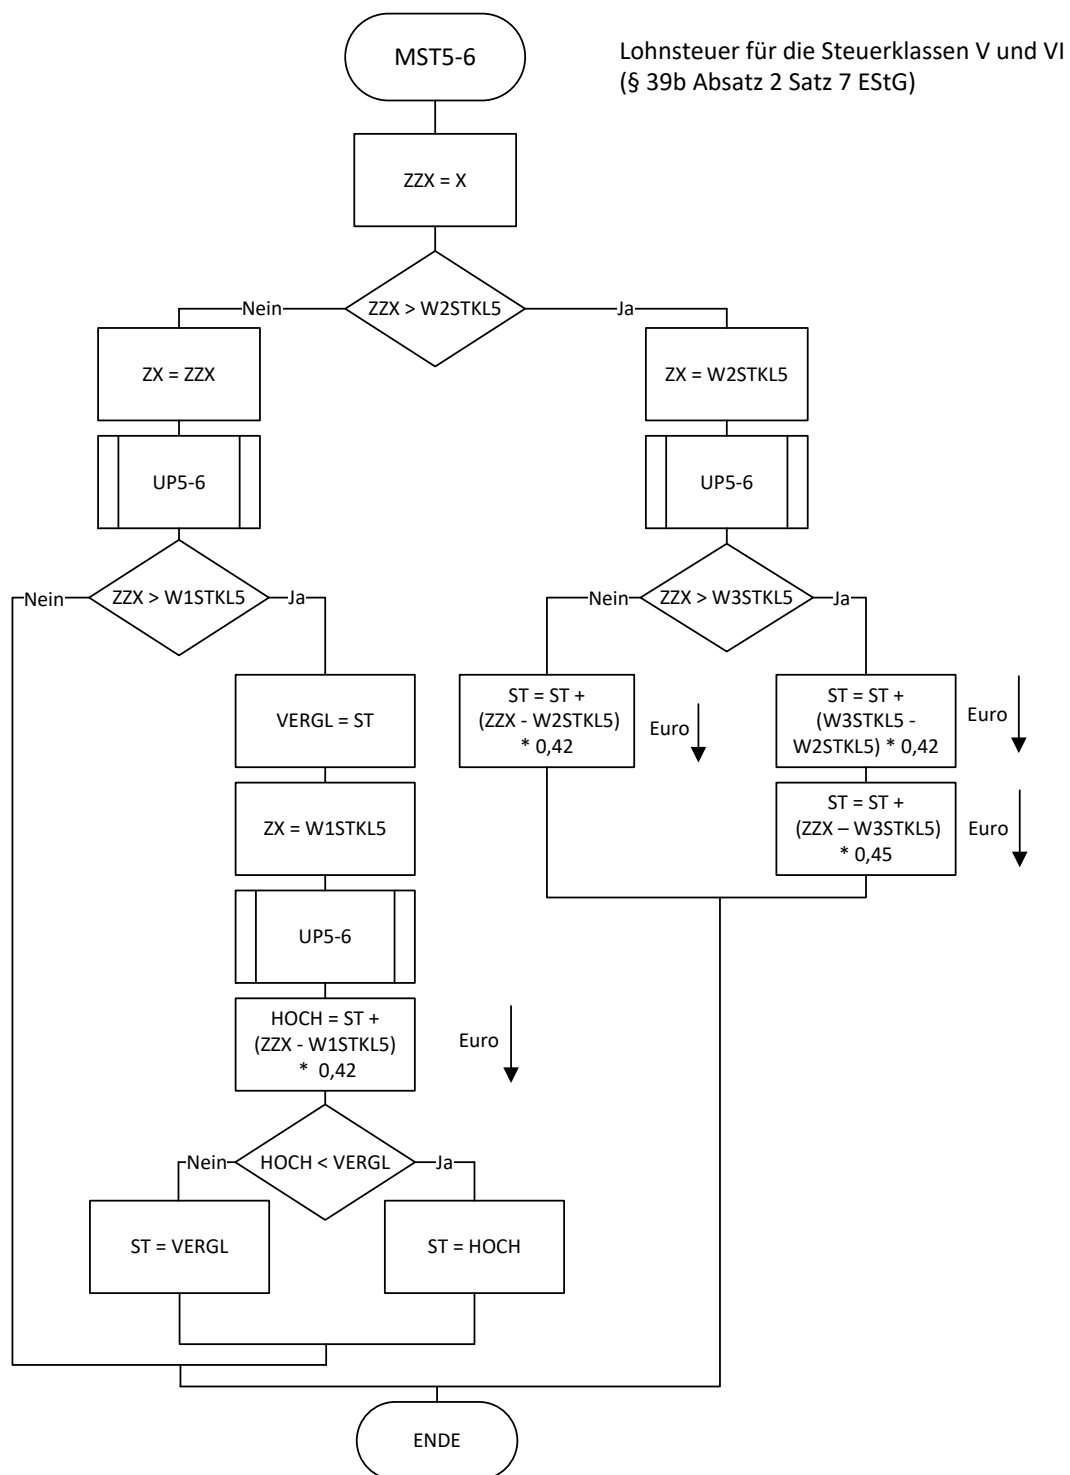 MST5-6
Lohnsteuer für die Steuerklassen V und VI
(§ 39b Absatz 2 Satz 7 EStG)
ZZX = X
Nein
ZZX > W2STKL5
Ja
ZX = ZZX
ZX = W2STKL5
UP5-6
UP5-6
Nein
ZZX > W1STKL5
Ja
Nein
ZZX > W3STKL5
Ja
VERGL = ST
ST = ST +
(ZZX - W2STKL5)
* 0,42
Euro
ST = ST +
(W3STKL5 -
W2STKL5) * 0,42
Euro
ZX = W1STKL5
ST = ST +
(ZZX – W3STKL5)
* 0,45
Euro
UP5-6
HOCH = ST +
(ZZX - W1STKL5)
* 0,42
Euro
Nein
HOCH < VERGL
Ja
ST = VERGL
ST = HOCH
ENDE